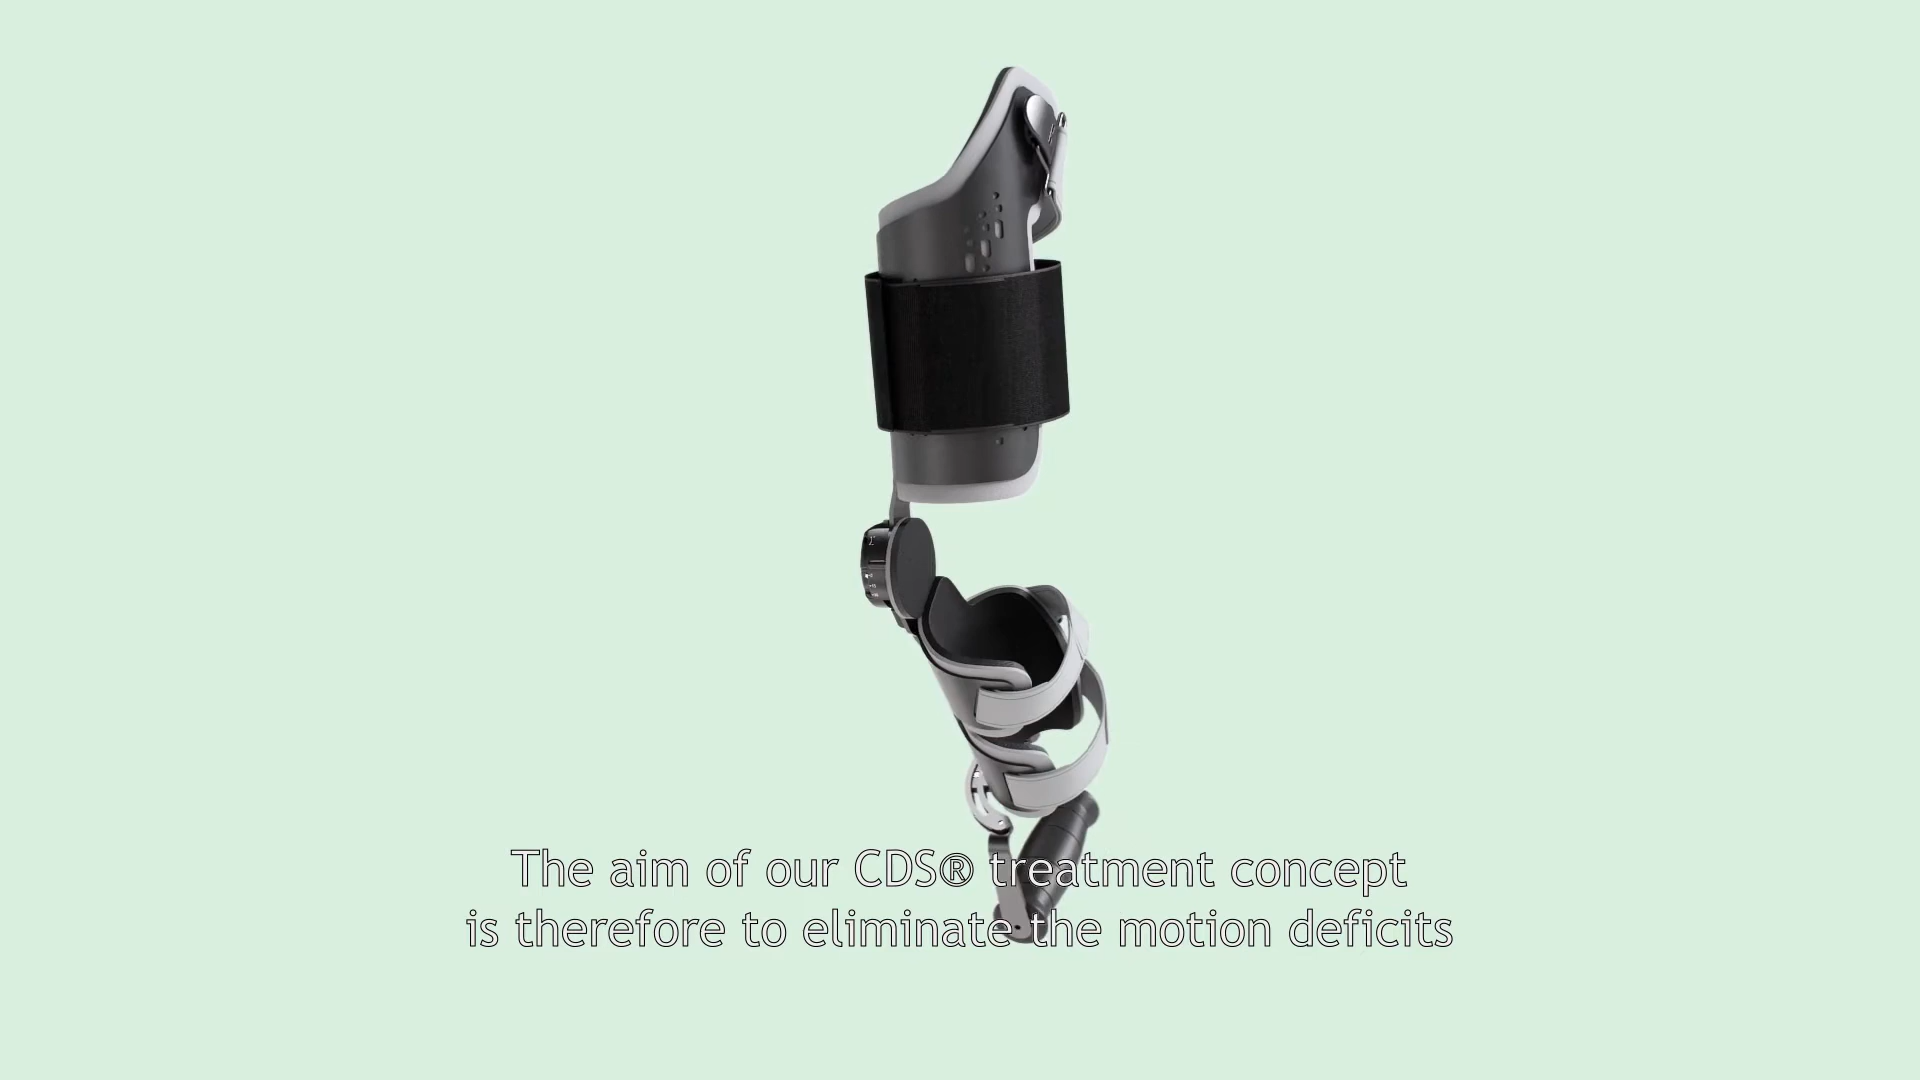 The aim of our CDS® treatment concept
is therefore to eliminate the motion deficits